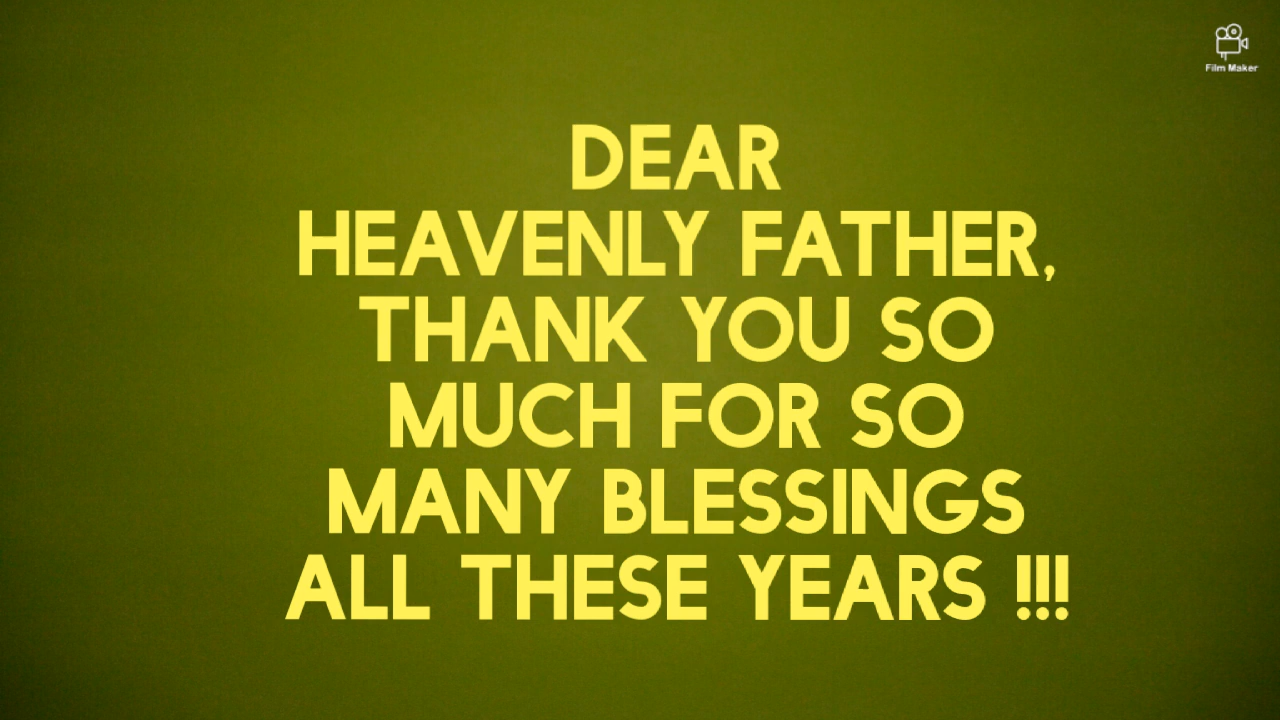 Film Maker
DEAR
HEAVENLY FATHER,
THANK YOU SO
MUCH FOR SO
MANY BLESSINGS
ALL THESE YEARS !!!